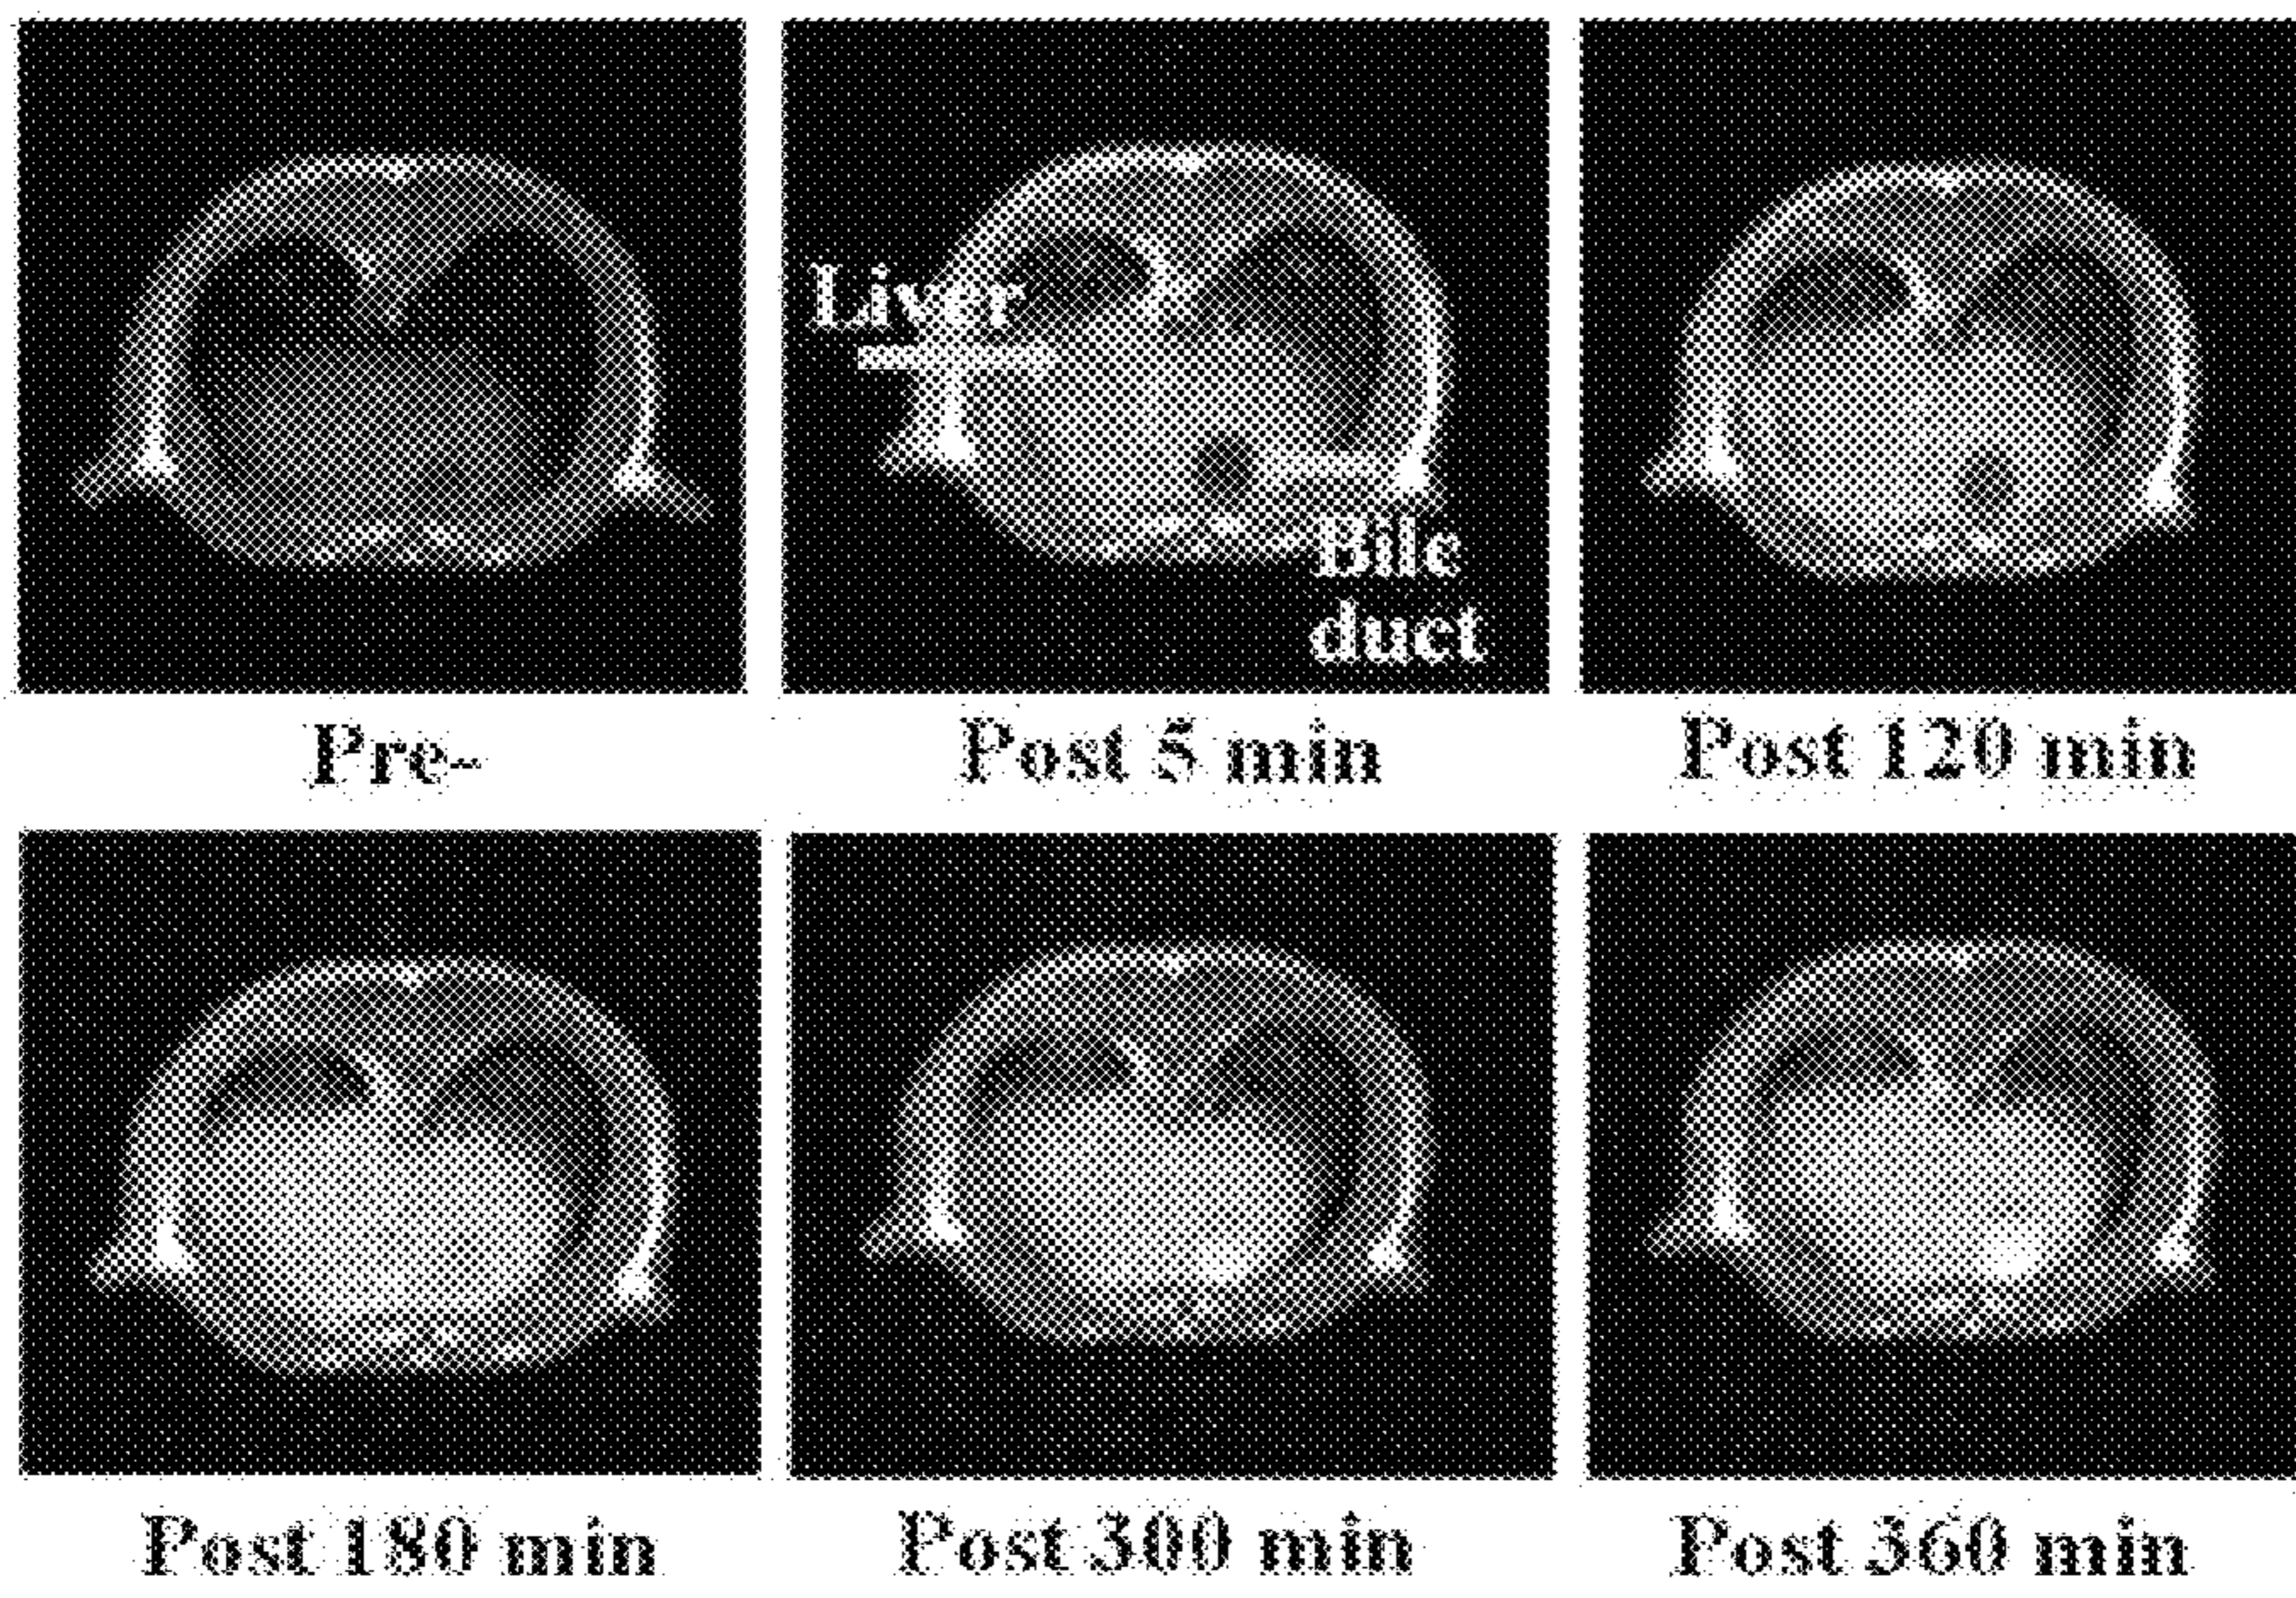 Liver
Bile
duct
Pre-
Post 5 min
Post 120 min
Post 180 min
Post 300 min
Post 360 min